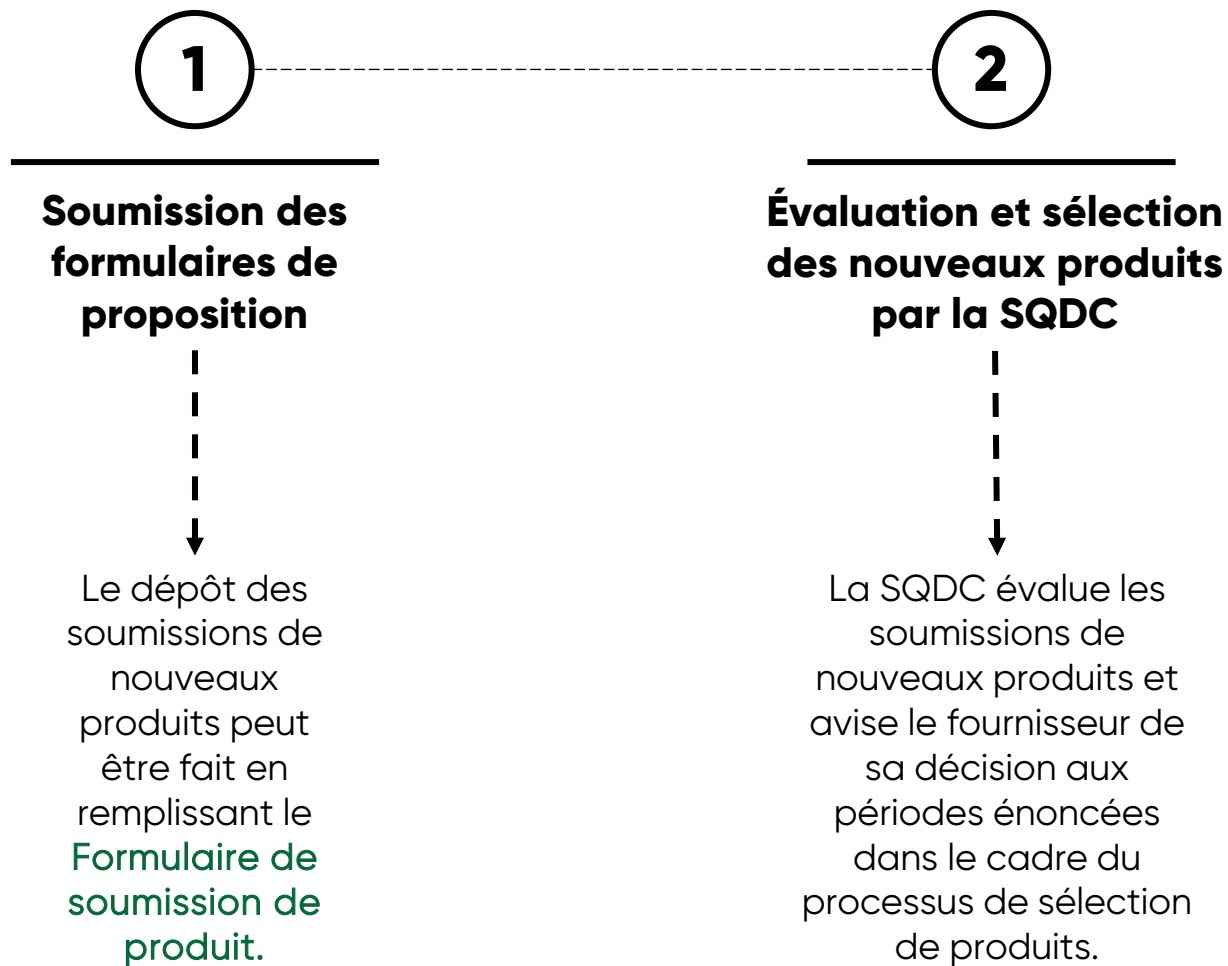 1
Soumission des
formulaires de
proposition
Le dépôt des
soumissions de
nouveaux
produits peut
être fait en
remplissant le
Formulaire de
soumission de
produit.
2
Évaluation et sélection
des nouveaux produits
par la SQDC
La SQDC évalue les
soumissions de
nouveaux produits et
avise le fournisseur de
sa décision aux
périodes énoncées
dans le cadre du
processus de sélection
de produits.